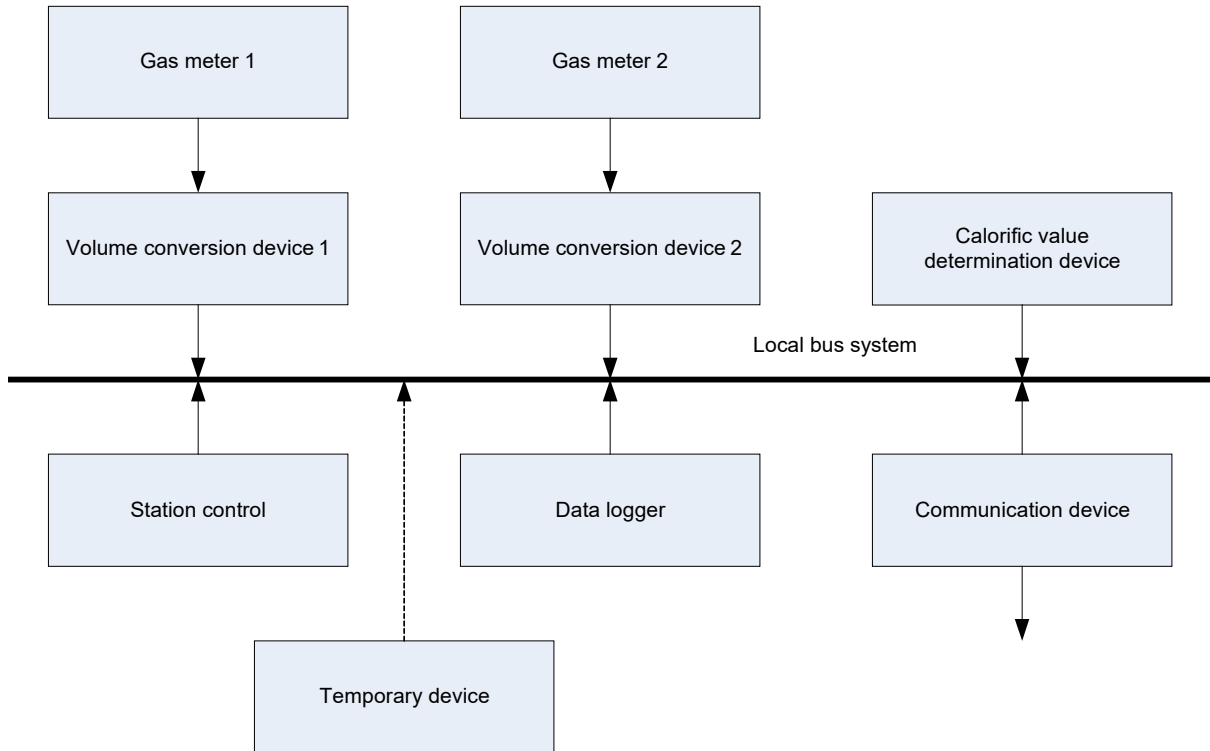 Gas meter 1
Gas meter 2
Volume conversion device 1
Volume conversion device 2
Calorific value
determination device
Local bus system
Station control
Data logger
Communication device
Temporary device